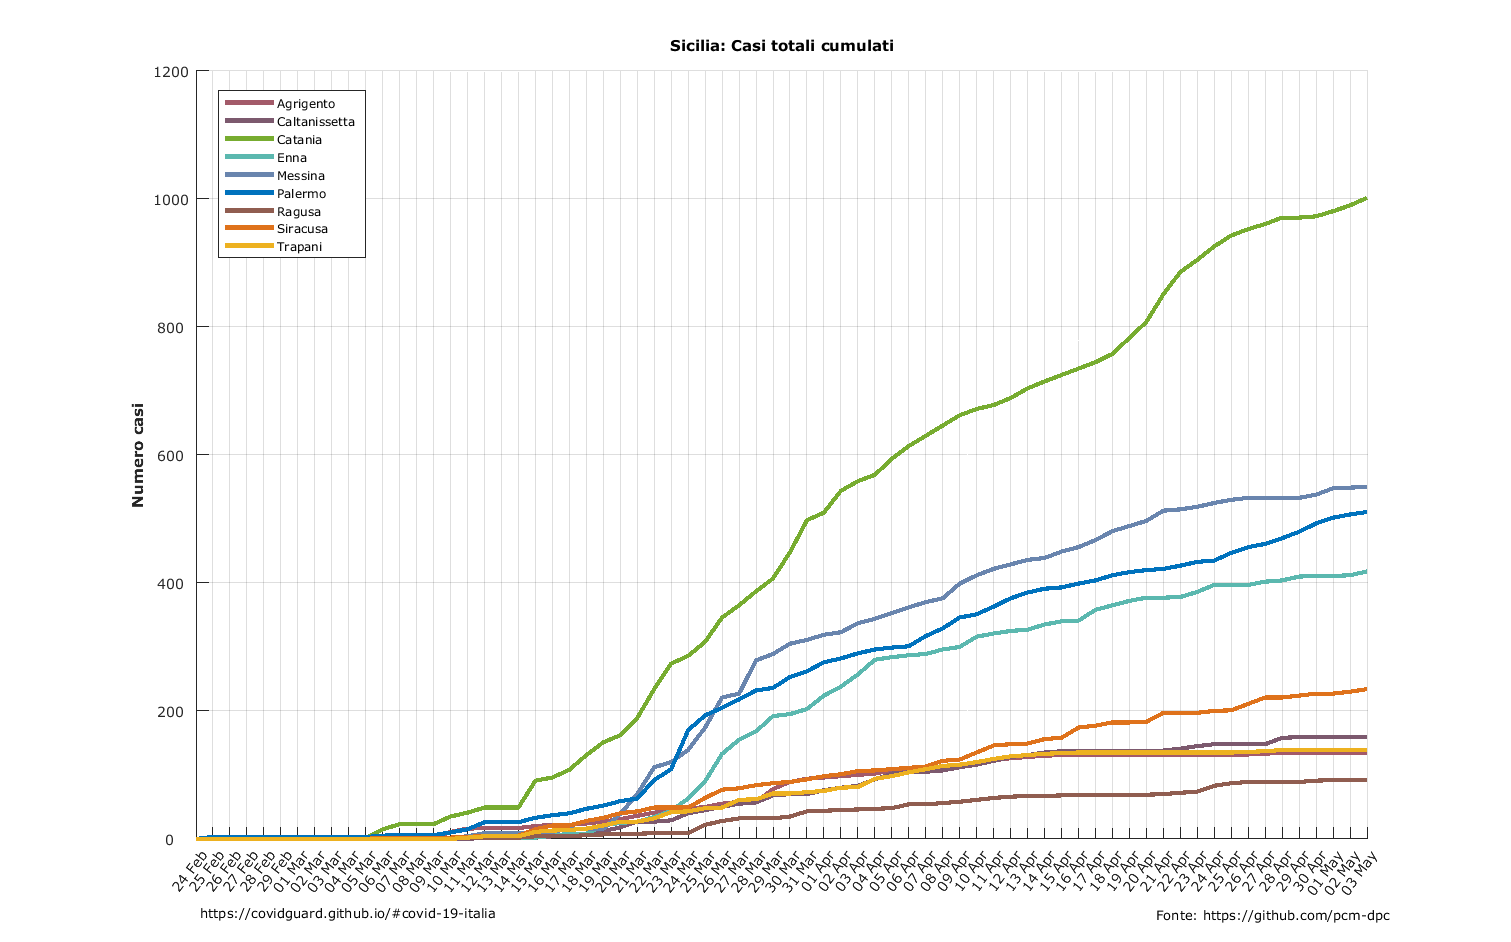 Sicilia: Casi totali cumulati
Numero casi
1200
1000
800
600
400
200
0
Agrigento
Caltanissetta
Catania
Enna
Messina
Palermo
Ragusa
Siracusa
Trapani
24 Feb
25 Feb
26 Feb
27 Feb
28 Feb
29 Feb
01 Mar
02 Mar
03 Mar
04 Mar
05 Mar
06 Mar
07 Mar
08 Mar
09 Mar
10 Mar
11 Mar
12 Mar
13 Mar
14 Mar
15 Mar
16 Mar
17 Mar
18 Mar
19 Mar
20 Mar
21 Mar
22 Mar
23 Mar
24 Mar
25 Mar
26 Mar
27 Mar
28 Mar
29 Mar
30 Mar
31 Mar
01 Apr
02 Apr
03 Apr
04 Apr
05 Apr
06 Apr
07 Apr
08 Apr
09 Apr
10 Apr
11 Apr
12 Apr
13 Apr
14 Apr
15 Apr
16 Apr
17 Apr
18 Apr
19 Apr
20 Apr
21 Apr
22 Apr
23 Apr
24 Apr
25 Apr
26 Apr
27 Apr
28 Apr
29 Apr
30 Apr
01 May
02 May
03 May
https://covidguard.github.io/#covid-19-italia
Fonte: https://github.com/pcm-dpc